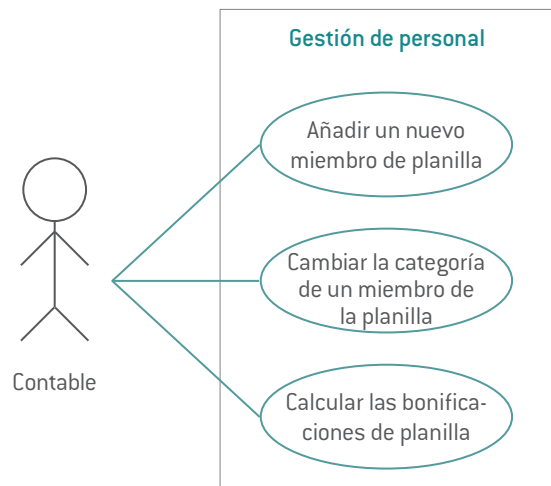 Gestión de personal
Añadir un nuevo
miembro de planilla
Cambiar la categoría
de un miembro de
la planilla
Contable
Calcular las bonifica-
ciones de planilla